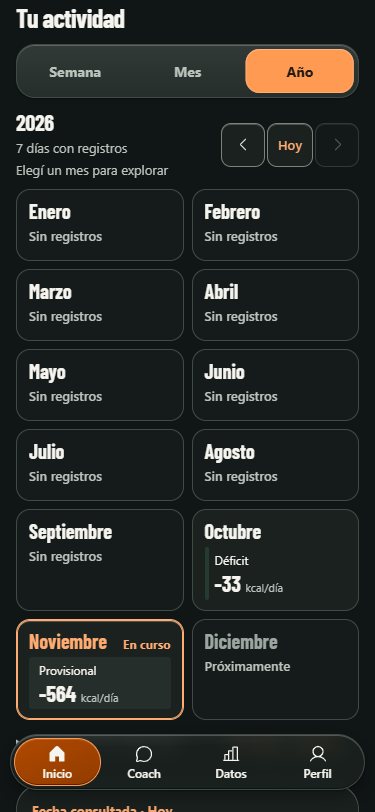 Tu actividad
Semana Mes Año
2026
7 días con registros
Elegí un mes para explorar
Hoy
Enero
Sin registros
Febrero
Sin registros
Marzo
Sin registros
Abril
Sin registros
Mayo
Sin registros
Junio
Sin registros
Julio
Sin registros
Agosto
Sin registros
Septiembre
Sin registros
Octubre
Déficit
-33 kcal/día
Noviembre En curso
Provisional
-564 kcal/día
Diciembre
Próximamente
Inicio Coach Datos Perfil
Fecha consultada · Hoy